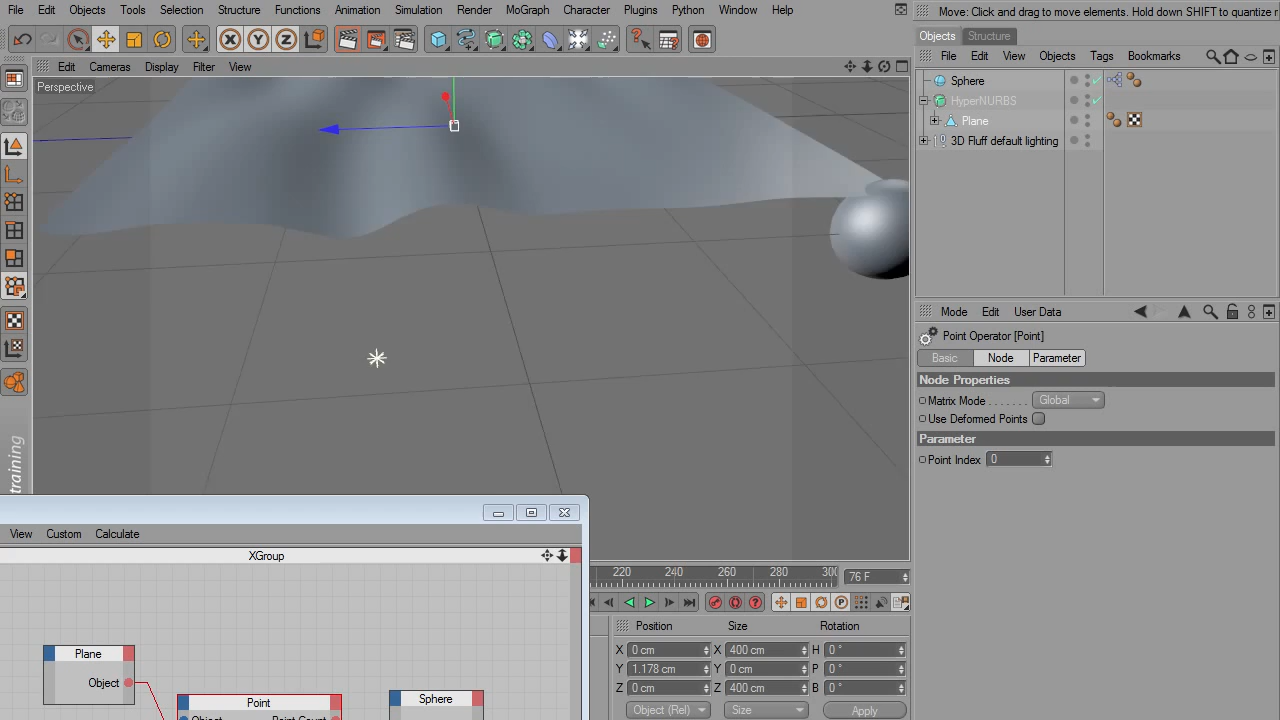 File Edit Objects Tools Selection Structure Functions Animation Simulation Render MoGraph Character Plugins Python Window Help
Move: Click and drag to move elements. Hold down SHIFT to quantize
X Y Z
Objects Structure
File Edit View Objects Tags Bookmarks
Edit Cameras Display Filter View
Perspective
Sphere
HyperNURBS
Plane
3D Fluff default lighting
Mode Edit User Data
Point Operator [Point]
Basic Node Parameter
Node Properties
Matrix Mode Global
Use Deformed Points
Parameter
Point Index 0
training
View Custom Calculate
XGroup
220 240 260 280 300 76 F
P
Position Size Rotation
X 0 cm X 400 cm H 0 °
Y 1.178 cm Y 0 cm P 0 °
Z 0 cm Z 400 cm B 0 °
Object (Rel) Size Apply
Plane
Object
Point
Object Point Count
Sphere